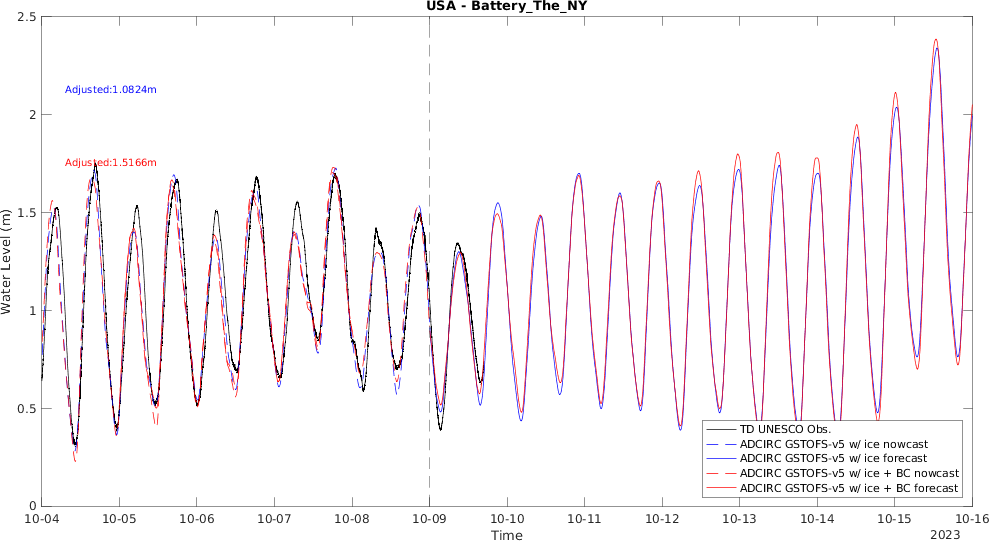 USA - Battery_The_NY
2.5
Adjusted:1.0824m
2
Adjusted:1.5166m
1.5
Water Level (m)
1
0.5
0
TD UNESCO Obs.
ADCIRC GSTOFS-v5 w/ ice nowcast
ADCIRC GSTOFS-v5 w/ ice forecast
ADCIRC GSTOFS-v5 w/ ice + BC nowcast
ADCIRC GSTOFS-v5 w/ ice + BC forecast
10-04 10-05 10-06 10-07 10-08 10-09 10-10 10-11 10-12 10-13 10-14 10-15 10-16
Time
2023